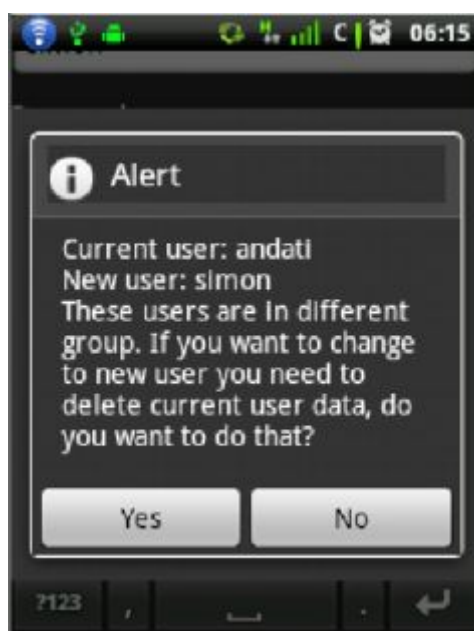 C
06:15
Alert
Current user: andati
New user: simon
These users are in different
group. If you want to change
to new user you need to
delete current user data, do
you want to do that?
Yes
No
?123
,
.